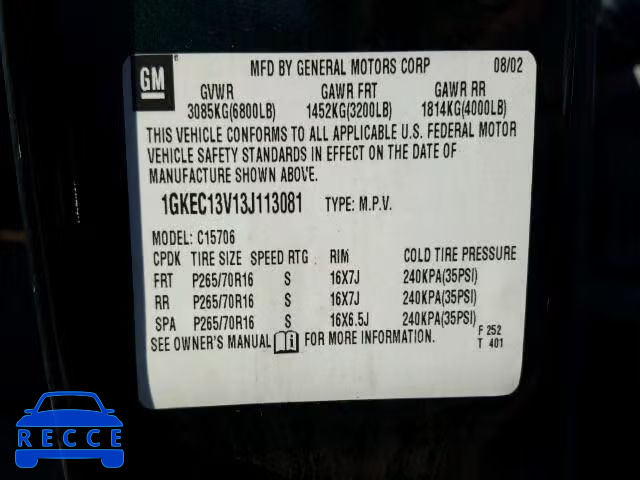 GM
®
MFD BY GENERAL MOTORS CORP 08/02
GVWR GAWR FRT GAWR RR
3085KG(6800LB) 1452KG(3200LB) 1814KG(4000LB)
THIS VEHICLE CONFORMS TO ALL APPLICABLE U.S. FEDERAL MOTOR
VEHICLE SAFETY STANDARDS IN EFFECT ON THE DATE OF
MANUFACTURE SHOWN ABOVE.
1GKEC13V13J113081 TYPE: M.P.V.
MODEL: C15706
CPDK TIRE SIZE SPEED RTG RIM COLD TIRE PRESSURE
FRT P265/70R16 S 16X7J 240KPA(35PSI)
RR P265/70R16 S 16X7J 240KPA(35PSI)
SPA P265/70R16 S 16X6.5J 240KPA(35PSI)
SEE OWNER'S MANUAL FOR MORE INFORMATION.
F 252
T 401
RECCE